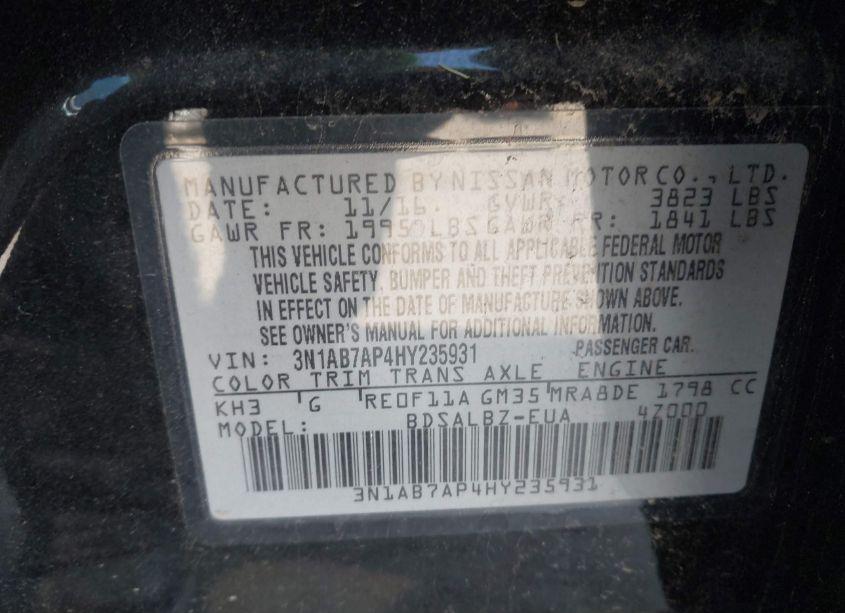 MANUFACTURED BY NISSAN MOTOR CO., LTD.
DATE: 11/16 GVWR: 3823 LBS
GAWR FR: 1995 LBS GAWR RR: 1841 LBS
THIS VEHICLE CONFORMS TO ALL APPLICABLE FEDERAL MOTOR
VEHICLE SAFETY, BUMPER AND THEFT PREVENTION STANDARDS
IN EFFECT ON THE DATE OF MANUFACTURE SHOWN ABOVE.
SEE OWNER'S MANUAL FOR ADDITIONAL INFORMATION.
VIN: 3N1AB7AP4HY235931 PASSENGER CAR.
COLOR TRIM TRANS AXLE ENGINE
KH3 G RE0F11A GM35 MRA8DE 1798 CC
MODEL: BDSALBZ-EUA 4Z000
3N1AB7AP4HY235931